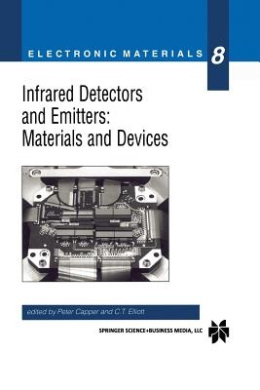 ELECTRONIC MATERIALS 8
Infrared Detectors
and Emitters:
Materials and Devices
edited by Peter Capper and C.T. Elliott
SPRINGER SCIENCE+BUSINESS MEDIA, LLC